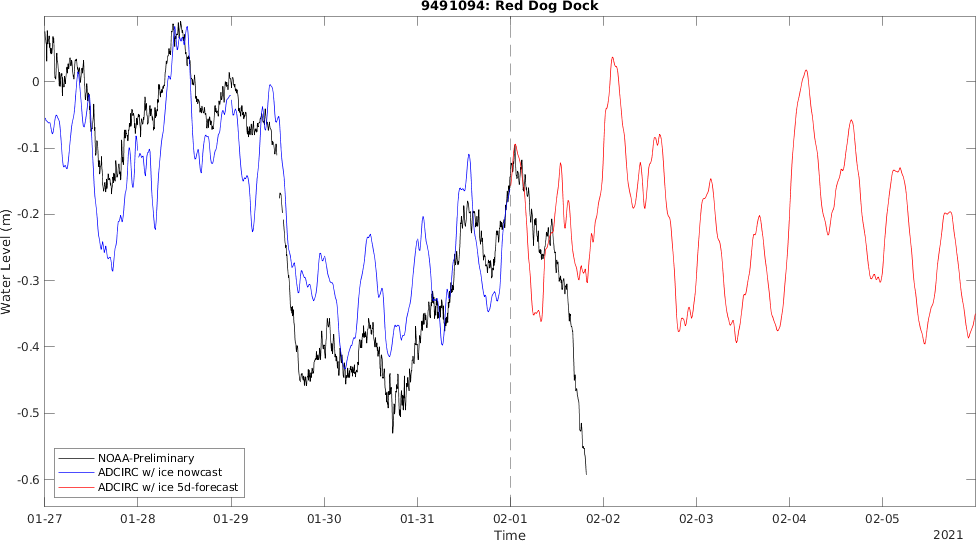 9491094: Red Dog Dock
0
-0.1
-0.2
-0.3
-0.4
-0.5
-0.6
Water Level (m)
NOAA-Preliminary
ADCIRC w/ ice nowcast
ADCIRC w/ ice 5d-forecast
01-27 01-28 01-29 01-30 01-31 02-01 02-02 02-03 02-04 02-05
Time
2021